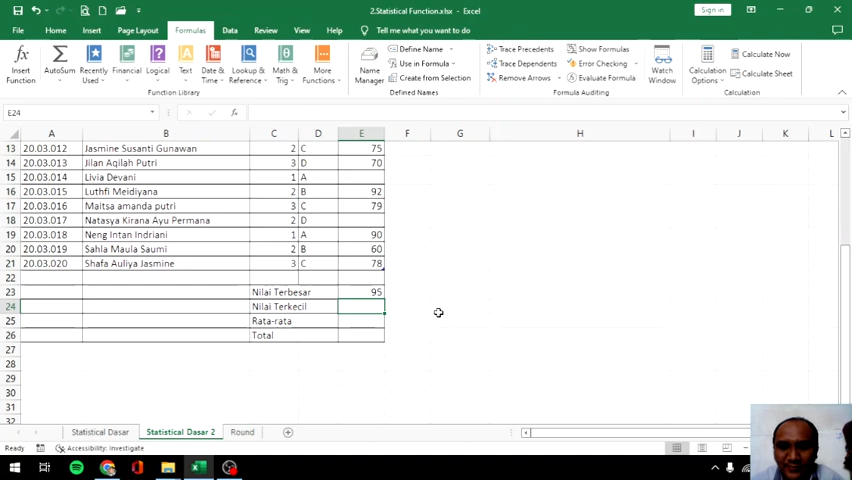 2.Statistical Function.xlsx - Excel
Sign in
File Home Insert Page Layout Formulas Data Review View Help Tell me what you want to do
Insert Function
AutoSum
Recently Used
Financial
Logical
Text
Date & Time
Lookup & Reference
Math & Trig
More Functions
Name Manager
Define Name
Use in Formula
Create from Selection
Trace Precedents
Trace Dependents
Remove Arrows
Show Formulas
Error Checking
Evaluate Formula
Watch Window
Calculation Options
Calculate Now
Calculate Sheet
Function Library Defined Names Formula Auditing Calculation
E24 fx
A B C D E F G H I J K L
13 20.03.012 Jasmine Susanti Gunawan 2 C 75
14 20.03.013 Jilan Aqilah Putri 3 D 70
15 20.03.014 Livia Devani 1 A
16 20.03.015 Luthfi Meidiyana 2 B 92
17 20.03.016 Maitsa amanda putri 3 C 79
18 20.03.017 Natasya Kirana Ayu Permana 2 D
19 20.03.018 Neng Intan Indriani 1 A 90
20 20.03.019 Sahla Maula Saumi 2 B 60
21 20.03.020 Shafa Auliya Jasmine 3 C 78
22
23 Nilai Terbesar 95
24 Nilai Terkecil
25 Rata-rata
26 Total
27
28
29
30
31
32
Statistical Dasar Statistical Dasar 2 Round
Ready Accessibility: Investigate